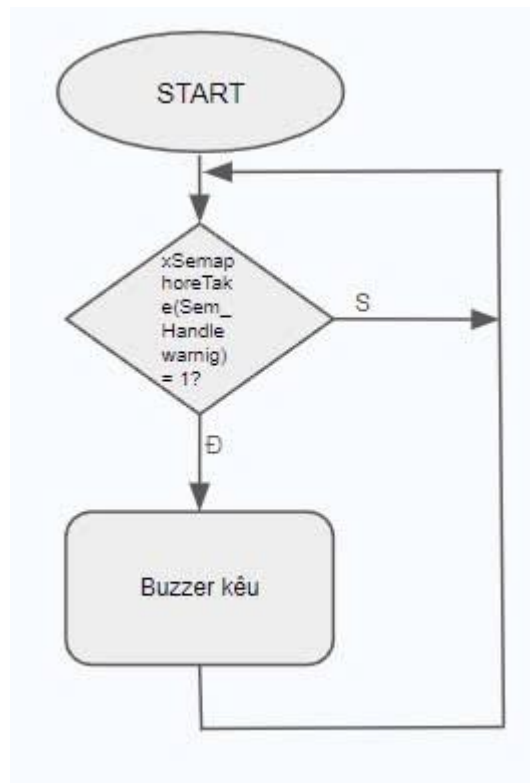 START
xSemap
horeTak
e(Sem_
Handle
warnig)
= 1?
S
Đ
Buzzer kêu